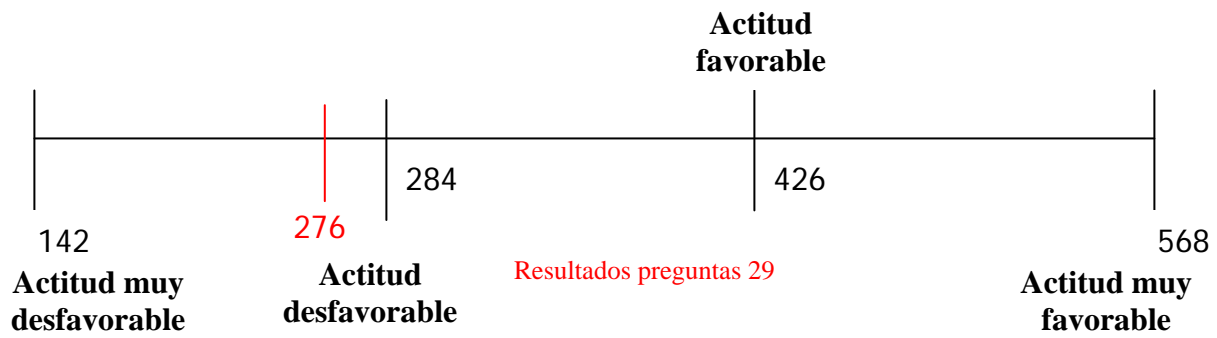 Actitud
favorable
284
426
276
142
568
Actitud muy
desfavorable
Actitud
desfavorable
Resultados preguntas 29
Actitud muy
favorable